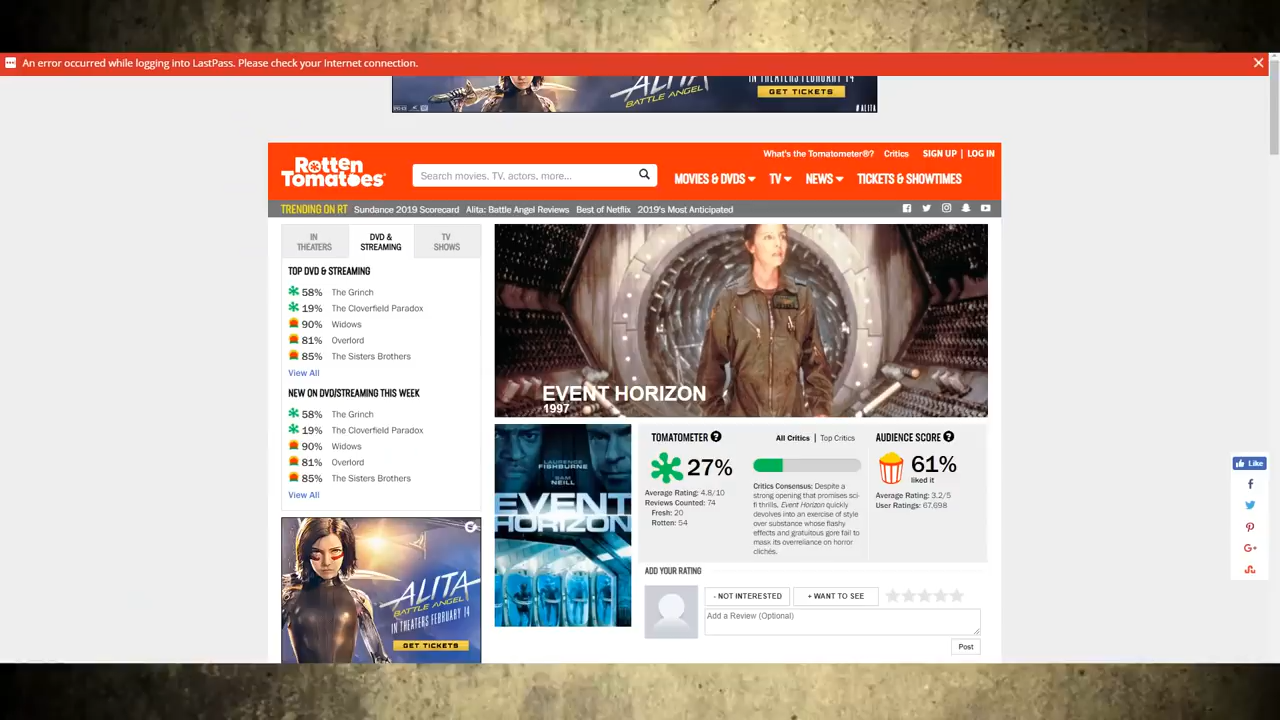 An error occurred while logging into LastPass. Please check your Internet connection.
ALITA
BATTLE ANGEL
IN THEATERS FEBRUARY 14
GET TICKETS
#ALITA
What's the Tomatometer®? Critics SIGN UP | LOG IN
Rotten
Tomatoes®
Search movies, TV, actors, more...
MOVIES & DVDS TV NEWS TICKETS & SHOWTIMES
TRENDING ON RT Sundance 2019 Scorecard Alita: Battle Angel Reviews Best of Netflix 2019's Most Anticipated
IN
THEATERS
DVD &
STREAMING
TV
SHOWS
TOP DVD & STREAMING
58% The Grinch
19% The Cloverfield Paradox
90% Widows
81% Overlord
85% The Sisters Brothers
View All
NEW ON DVD/STREAMING THIS WEEK
58% The Grinch
19% The Cloverfield Paradox
90% Widows
81% Overlord
85% The Sisters Brothers
View All
ALITA
BATTLE ANGEL
IN THEATERS FEBRUARY 14
GET TICKETS
EVENT HORIZON
1997
LAURENCE
FISHBURNE
SAM
NEILL
EVENT
HORIZON
TOMATOMETER
27%
Average Rating: 4.8/10
Reviews Counted: 74
Fresh: 20
Rotten: 54
All Critics | Top Critics
Critics Consensus: Despite a
strong opening that promises sci-
fi thrills, Event Horizon quickly
devolves into an exercise of style
over substance whose flashy
effects and gratuitous gore fail to
mask its overreliance on horror
clichés.
AUDIENCE SCORE
61%
liked it
Average Rating: 3.2/5
User Ratings: 67,698
ADD YOUR RATING
- NOT INTERESTED + WANT TO SEE
Add a Review (Optional)
Post
Like